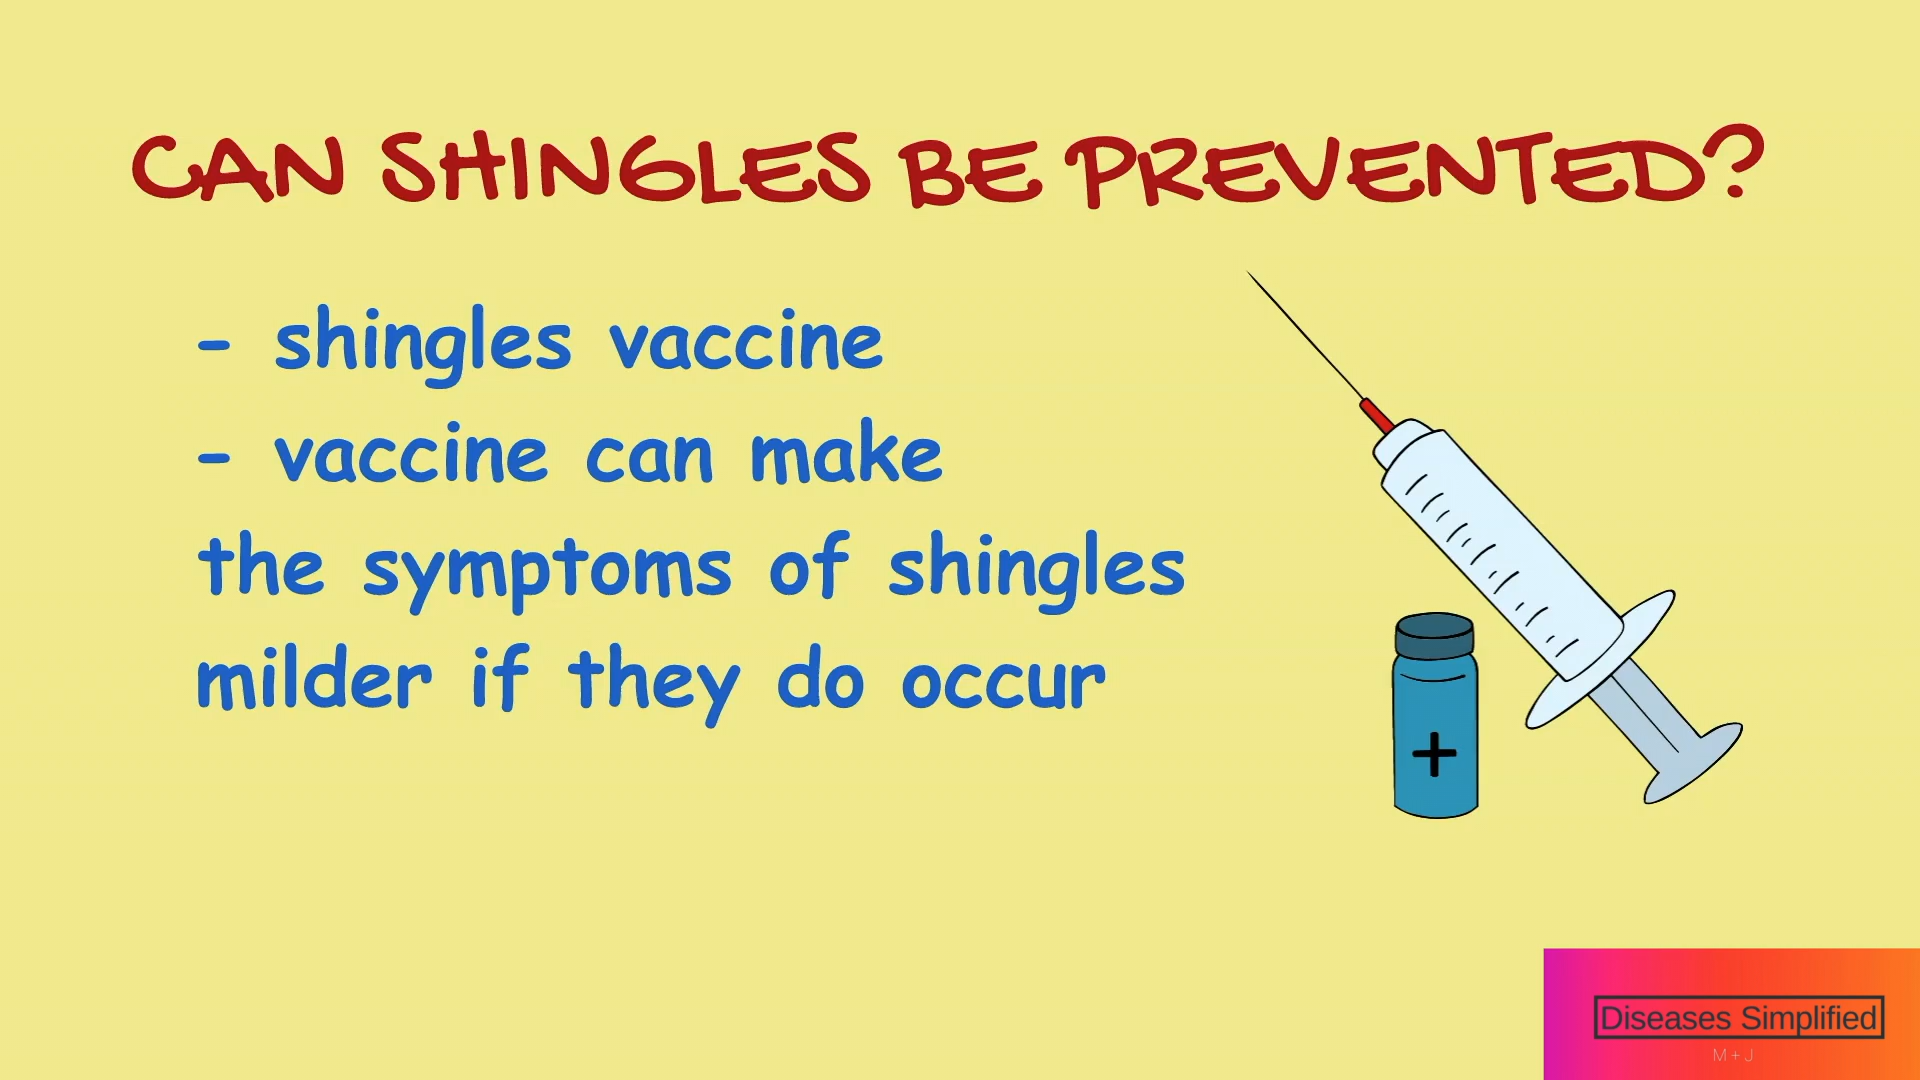 CAN SHINGLES BE PREVENTED?
- shingles vaccine
- vaccine can make
the symptoms of shingles
milder if they do occur
+
Diseases Simplified
M + J